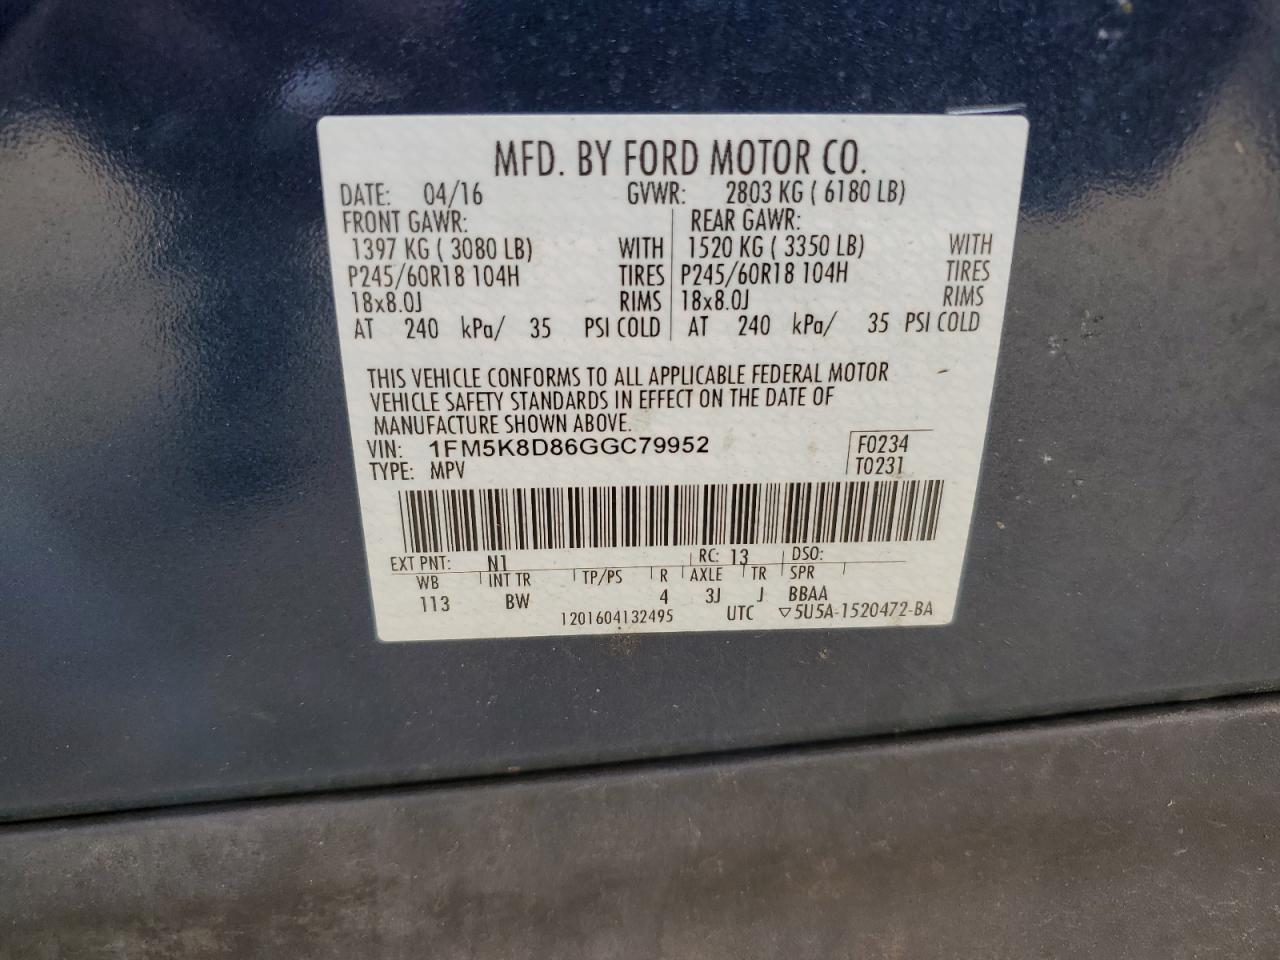 MFD. BY FORD MOTOR CO.
DATE: 04/16 GVWR: 2803 KG ( 6180 LB)
FRONT GAWR: REAR GAWR:
1397 KG ( 3080 LB) WITH 1520 KG ( 3350 LB) WITH
P245/60R18 104H TIRES P245/60R18 104H TIRES
18x8.0J RIMS 18x8.0J RIMS
AT 240 kPa/ 35 PSI COLD AT 240 kPa/ 35 PSI COLD
THIS VEHICLE CONFORMS TO ALL APPLICABLE FEDERAL MOTOR
VEHICLE SAFETY STANDARDS IN EFFECT ON THE DATE OF
MANUFACTURE SHOWN ABOVE.
VIN: 1FM5K8D86GGC79952 F0234
TYPE: MPV T0231
EXT PNT: N1 RC: 13 DSO:
WB INT TR TP/PS R AXLE TR SPR
113 BW 4 3J J BBAA
1201604132495 UTC ▽5U5A-1520472-BA